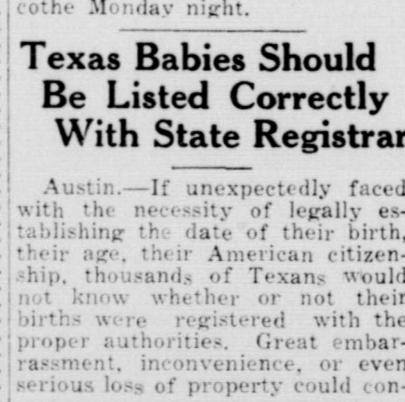 cothe Monday night.
Texas Babies Should
Be Listed Correctly
With State Registrar
Austin.—If unexpectedly faced
with the necessity of legally es-
tablishing the date of their birth,
their age, their American citizen-
ship, thousands of Texans would
not know whether or not their
births were registered with the
proper authorities. Great embar-
rassment, inconvenience, or even
serious loss of property could con-